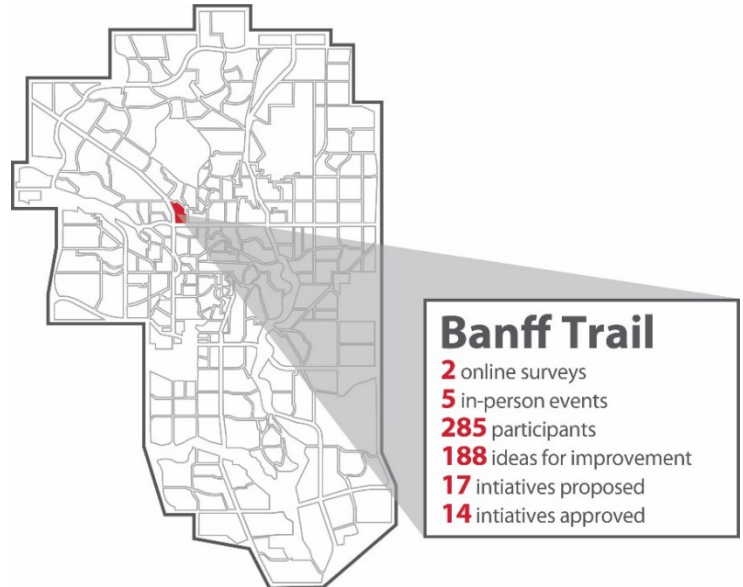 Banff Trail
2 online surveys
5 in-person events
285 participants
188 ideas for improvement
17 intiatives proposed
14 intiatives approved